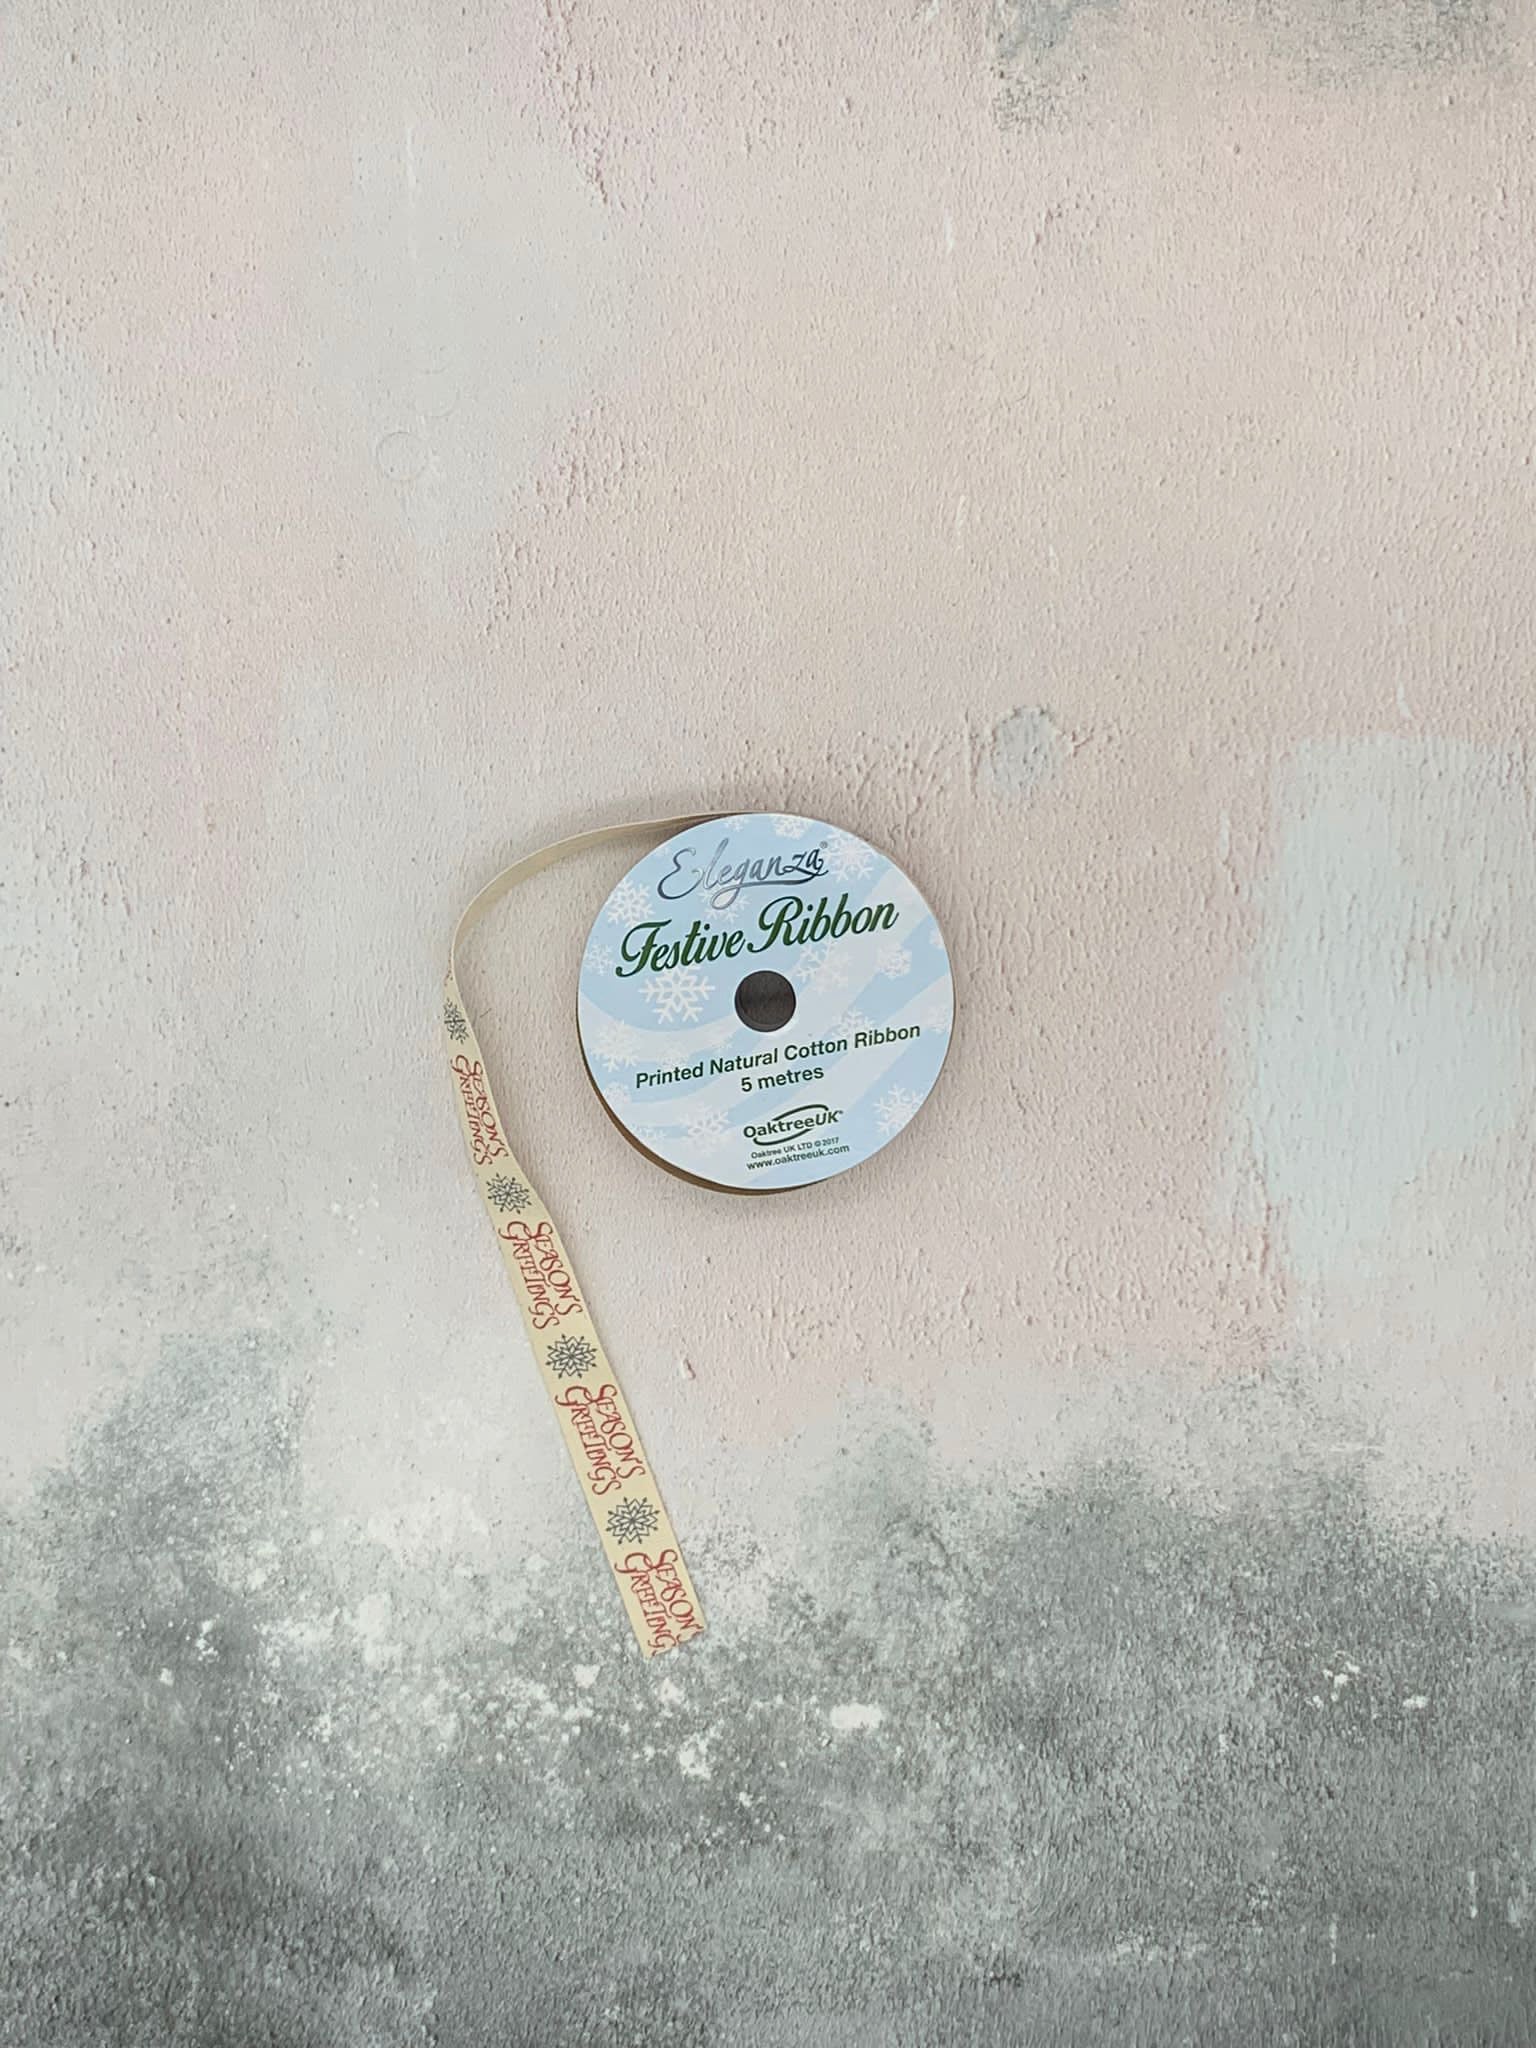 Eleganza®
Festive Ribbon
Printed Natural Cotton Ribbon
5 metres
OaktreeUK®
Oaktree UK LTD © 2017
www.oaktreeuk.com
SEASON'S
GREETINGS
SEASON'S
GREETINGS
SEASON'S
GREETINGS
SEASON'
GREETING